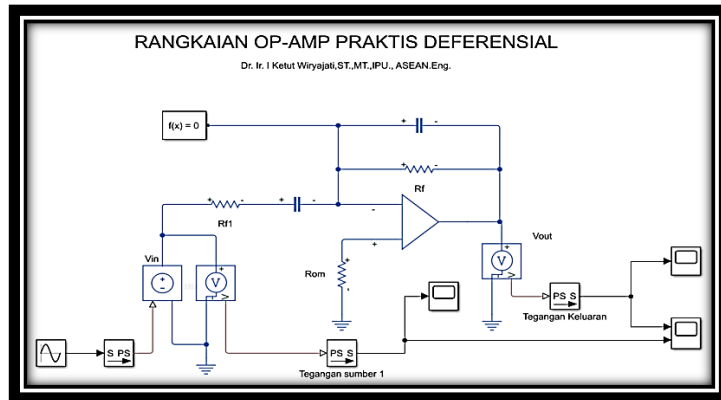 RANGKAIAN OP-AMP PRAKTIS DEFERENSIAL
Dr. Ir. I Ketut Wiryajati,ST.,MT.,IPU., ASEAN.Eng.
f(x) = 0
+ -
+ -
Rf
+ - + -
Rf1
-
+
Vin
Vout
+
-
+
V
Rom
+
-
+
V
S PS
PS S
Tegangan sumber 1
PS S
Tegangan Keluaran